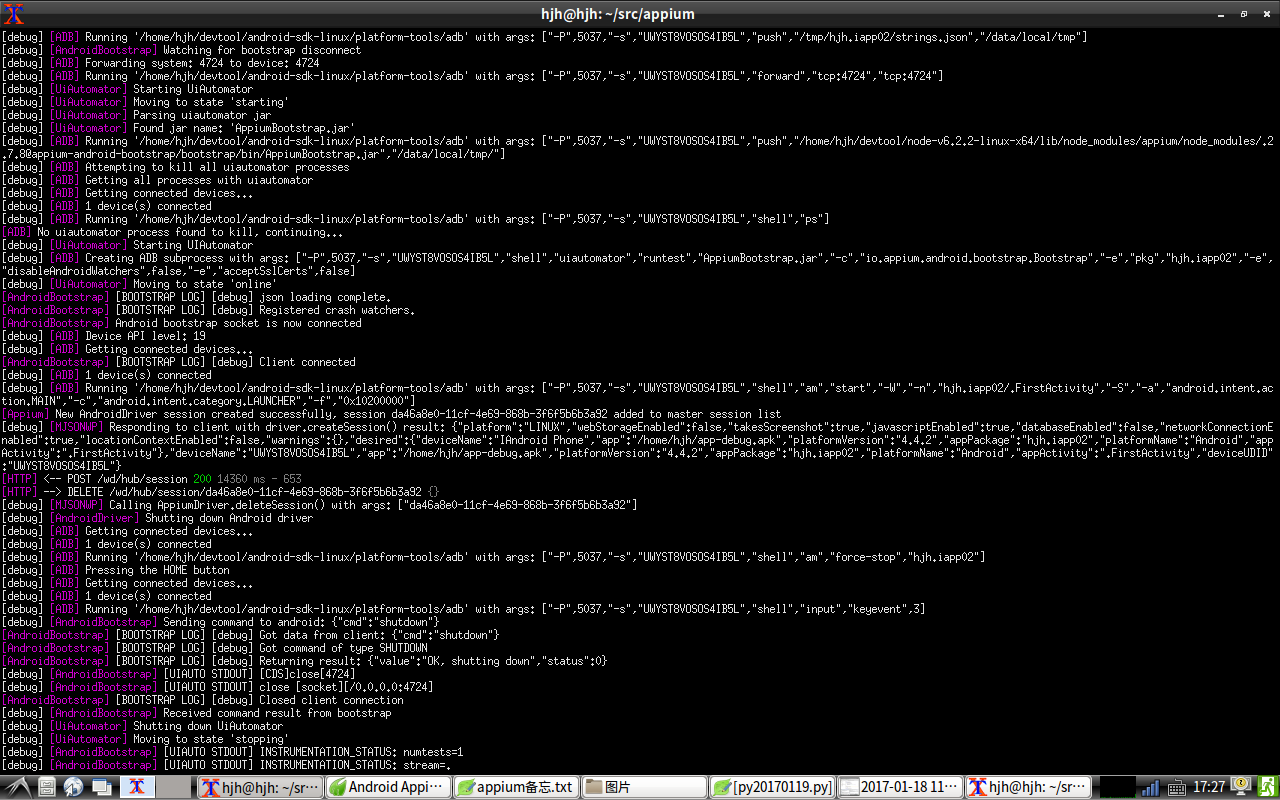 hjh@hjh: ~/src/appium
[debug] [ADB] Running '/home/hjh/devtool/android-sdk-linux/platform-tools/adb' with args: ["-P",5037,"-s","UWYST8VOSOS4IB5L","push","/tmp/hjh.iapp02/strings.json","/data/local/tmp"]
[debug] [AndroidBootstrap] Watching for bootstrap disconnect
[debug] [ADB] Forwarding system: 4724 to device: 4724
[debug] [ADB] Running '/home/hjh/devtool/android-sdk-linux/platform-tools/adb' with args: ["-P",5037,"-s","UWYST8VOSOS4IB5L","forward","tcp:4724","tcp:4724"]
[debug] [UiAutomator] Starting UiAutomator
[debug] [UiAutomator] Moving to state 'starting'
[debug] [UiAutomator] Parsing uiautomator jar
[debug] [UiAutomator] Found jar name: 'AppiumBootstrap.jar'
[debug] [ADB] Running '/home/hjh/devtool/android-sdk-linux/platform-tools/adb' with args: ["-P",5037,"-s","UWYST8VOSOS4IB5L","push","/home/hjh/devtool/node-v6.2.2-linux-x64/lib/node_modules/appium/node_modules/.2
.7.8@appium-android-bootstrap/bootstrap/bin/AppiumBootstrap.jar","/data/local/tmp/"]
[debug] [ADB] Attempting to kill all uiautomator processes
[debug] [ADB] Getting all processes with uiautomator
[debug] [ADB] Getting connected devices...
[debug] [ADB] 1 device(s) connected
[debug] [ADB] Running '/home/hjh/devtool/android-sdk-linux/platform-tools/adb' with args: ["-P",5037,"-s","UWYST8VOSOS4IB5L","shell","ps"]
[ADB] No uiautomator process found to kill, continuing...
[debug] [UiAutomator] Starting UIAutomator
[debug] [ADB] Creating ADB subprocess with args: ["-P",5037,"-s","UWYST8VOSOS4IB5L","shell","uiautomator","runtest","AppiumBootstrap.jar","-c","io.appium.android.bootstrap.Bootstrap","-e","pkg","hjh.iapp02","-e",
"disableAndroidWatchers",false,"-e","acceptSslCerts",false]
[debug] [UiAutomator] Moving to state 'online'
[AndroidBootstrap] [BOOTSTRAP LOG] [debug] json loading complete.
[AndroidBootstrap] [BOOTSTRAP LOG] [debug] Registered crash watchers.
[AndroidBootstrap] Android bootstrap socket is now connected
[debug] [ADB] Device API level: 19
[debug] [ADB] Getting connected devices...
[AndroidBootstrap] [BOOTSTRAP LOG] [debug] Client connected
[debug] [ADB] 1 device(s) connected
[debug] [ADB] Running '/home/hjh/devtool/android-sdk-linux/platform-tools/adb' with args: ["-P",5037,"-s","UWYST8VOSOS4IB5L","shell","am","start","-W","-n","hjh.iapp02/.FirstActivity","-S","-a","android.intent.ac
tion.MAIN","-c","android.intent.category.LAUNCHER","-f","0x10200000"]
[Appium] New AndroidDriver session created successfully, session da46a8e0-11cf-4e69-868b-3f6f5b6b3a92 added to master session list
[debug] [MJSONWP] Responding to client with driver.createSession() result: {"platform":"LINUX","webStorageEnabled":false,"takesScreenshot":true,"javascriptEnabled":true,"databaseEnabled":false,"networkConnectionE
nabled":true,"locationContextEnabled":false,"warnings":{},"desired":{"deviceName":"IAndroid Phone","app":"/home/hjh/app-debug.apk","platformVersion":"4.4.2","appPackage":"hjh.iapp02","platformName":"Android","app
Activity":".FirstActivity"},"deviceName":"UWYST8VOSOS4IB5L","app":"/home/hjh/app-debug.apk","platformVersion":"4.4.2","appPackage":"hjh.iapp02","platformName":"Android","appActivity":".FirstActivity","deviceUDID"
:"UWYST8VOSOS4IB5L"}
[HTTP] <-- POST /wd/hub/session 200 14360 ms - 653
[HTTP] --> DELETE /wd/hub/session/da46a8e0-11cf-4e69-868b-3f6f5b6b3a92 {}
[debug] [MJSONWP] Calling AppiumDriver.deleteSession() with args: ["da46a8e0-11cf-4e69-868b-3f6f5b6b3a92"]
[debug] [AndroidDriver] Shutting down Android driver
[debug] [ADB] Getting connected devices...
[debug] [ADB] 1 device(s) connected
[debug] [ADB] Running '/home/hjh/devtool/android-sdk-linux/platform-tools/adb' with args: ["-P",5037,"-s","UWYST8VOSOS4IB5L","shell","am","force-stop","hjh.iapp02"]
[debug] [ADB] Pressing the HOME button
[debug] [ADB] Getting connected devices...
[debug] [ADB] 1 device(s) connected
[debug] [ADB] Running '/home/hjh/devtool/android-sdk-linux/platform-tools/adb' with args: ["-P",5037,"-s","UWYST8VOSOS4IB5L","shell","input","keyevent",3]
[debug] [AndroidBootstrap] Sending command to android: {"cmd":"shutdown"}
[AndroidBootstrap] [BOOTSTRAP LOG] [debug] Got data from client: {"cmd":"shutdown"}
[AndroidBootstrap] [BOOTSTRAP LOG] [debug] Got command of type SHUTDOWN
[AndroidBootstrap] [BOOTSTRAP LOG] [debug] Returning result: {"value":"OK, shutting down","status":0}
[debug] [AndroidBootstrap] [UIAUTO STDOUT] [CDS]close[4724]
[debug] [AndroidBootstrap] [UIAUTO STDOUT] close [socket][/0.0.0.0:4724]
[AndroidBootstrap] [BOOTSTRAP LOG] [debug] Closed client connection
[debug] [AndroidBootstrap] Received command result from bootstrap
[debug] [UiAutomator] Shutting down UiAutomator
[debug] [UiAutomator] Moving to state 'stopping'
[debug] [AndroidBootstrap] [UIAUTO STDOUT] INSTRUMENTATION_STATUS: numtests=1
[debug] [AndroidBootstrap] [UIAUTO STDOUT] INSTRUMENTATION_STATUS: stream=.
hjh@hjh: ~/sr··· Android Appi··· appium备忘.txt 图片 [py20170119.py] 2017-01-18 11··· hjh@hjh: ~/sr··· 17:27